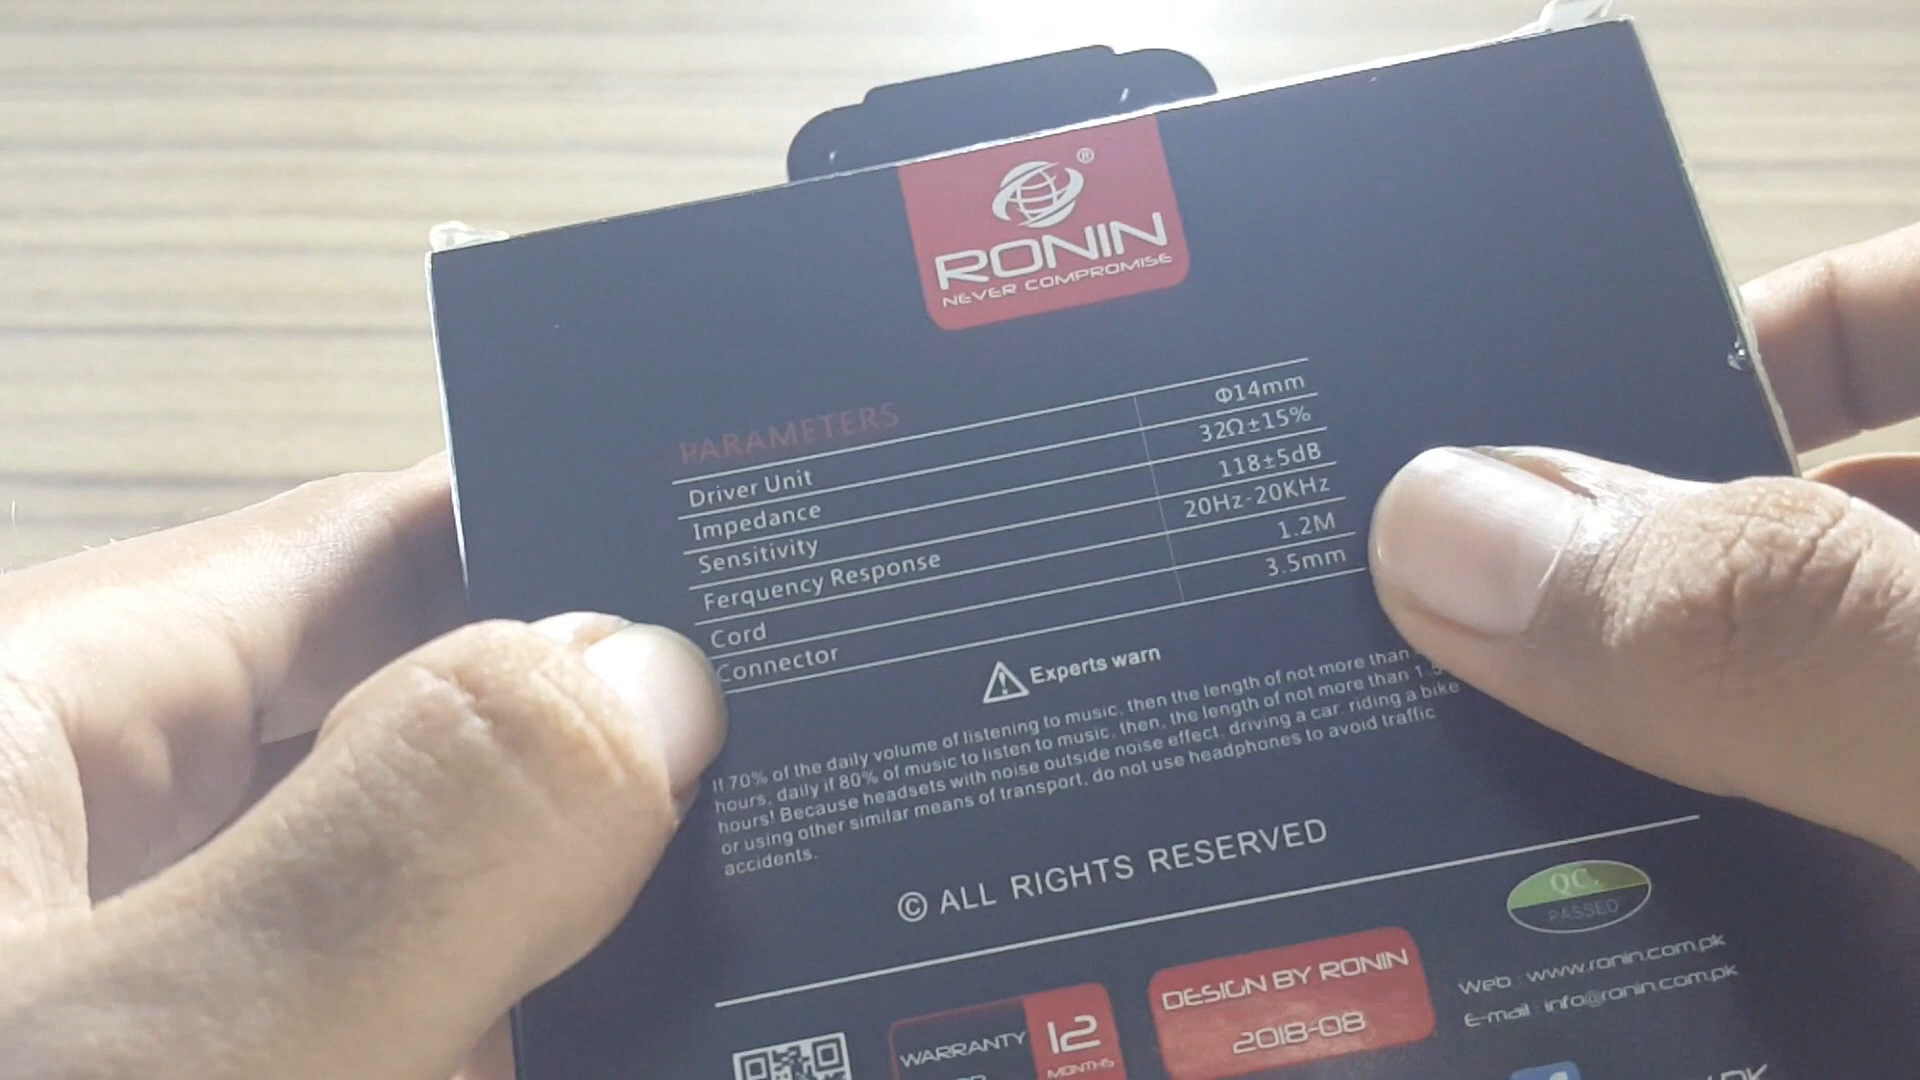 ®
RONIN
NEVER COMPROMISE
PARAMETERS
Driver Unit Φ14mm
Impedance 32Ω±15%
Sensitivity 118±5dB
Ferquency Response 20Hz-20KHz
Cord 1.2M
Connector 3.5mm
Experts warn
If 70% of the daily volume of listening to music, then the length of not more than
hours; daily if 80% of music to listen to music, then, the length of not more than 1.5
hours! Because headsets with noise outside noise effect, driving a car, riding a bike
or using other similar means of transport, do not use headphones to avoid traffic
accidents.
© ALL RIGHTS RESERVED
QC.
PASSED
WARRANTY 12 MONTHS
DESIGN BY RONIN
2018-08
Web : www.ronin.com.pk
E-mail : info@ronin.com.pk